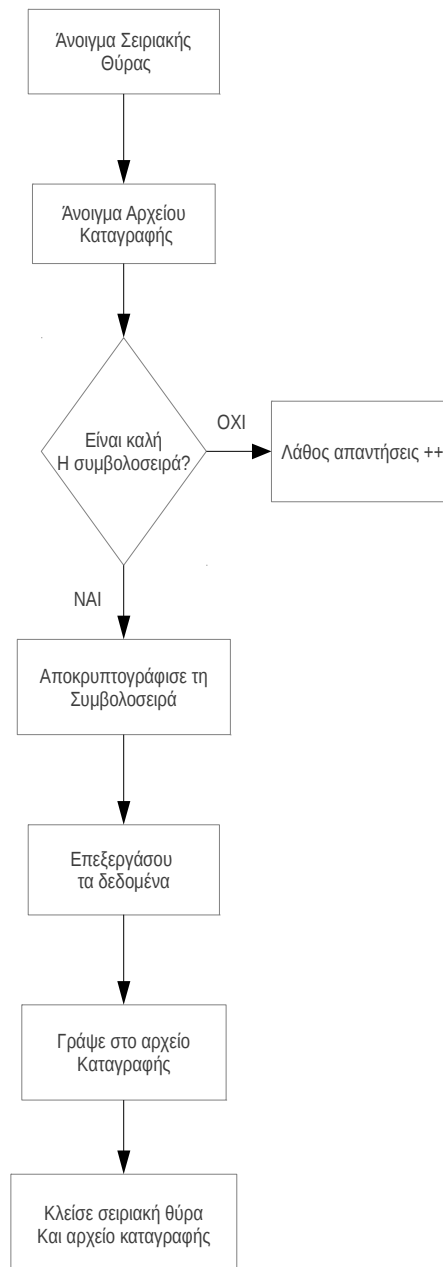 Άνοιγμα Σειριακής
Θύρας
Άνοιγμα Αρχείου
Καταγραφής
Είναι καλή
Η συμβολοσειρά?
ΟΧΙ
Λάθος απαντήσεις ++
ΝΑΙ
Αποκρυπτογράφισε τη
Συμβολοσειρά
Επεξεργάσου
τα δεδομένα
Γράψε στο αρχείο
Καταγραφής
Κλείσε σειριακή θύρα
Και αρχείο καταγραφής